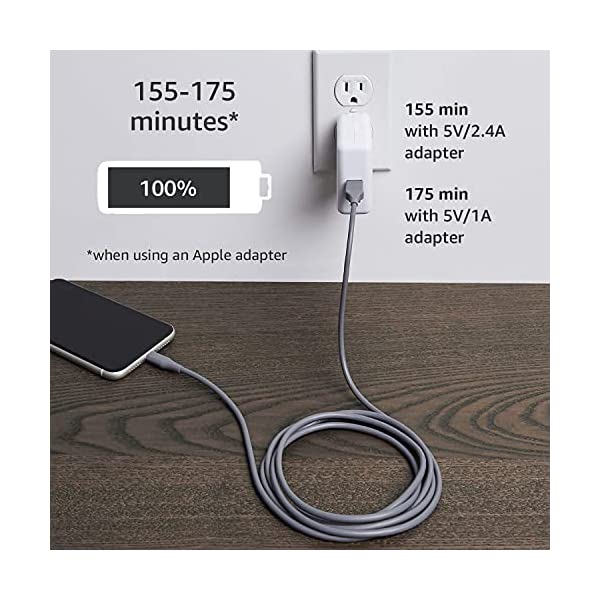 155-175
minutes*
100%
*when using an Apple adapter
155 min
with 5V/2.4A
adapter
175 min
with 5V/1A
adapter